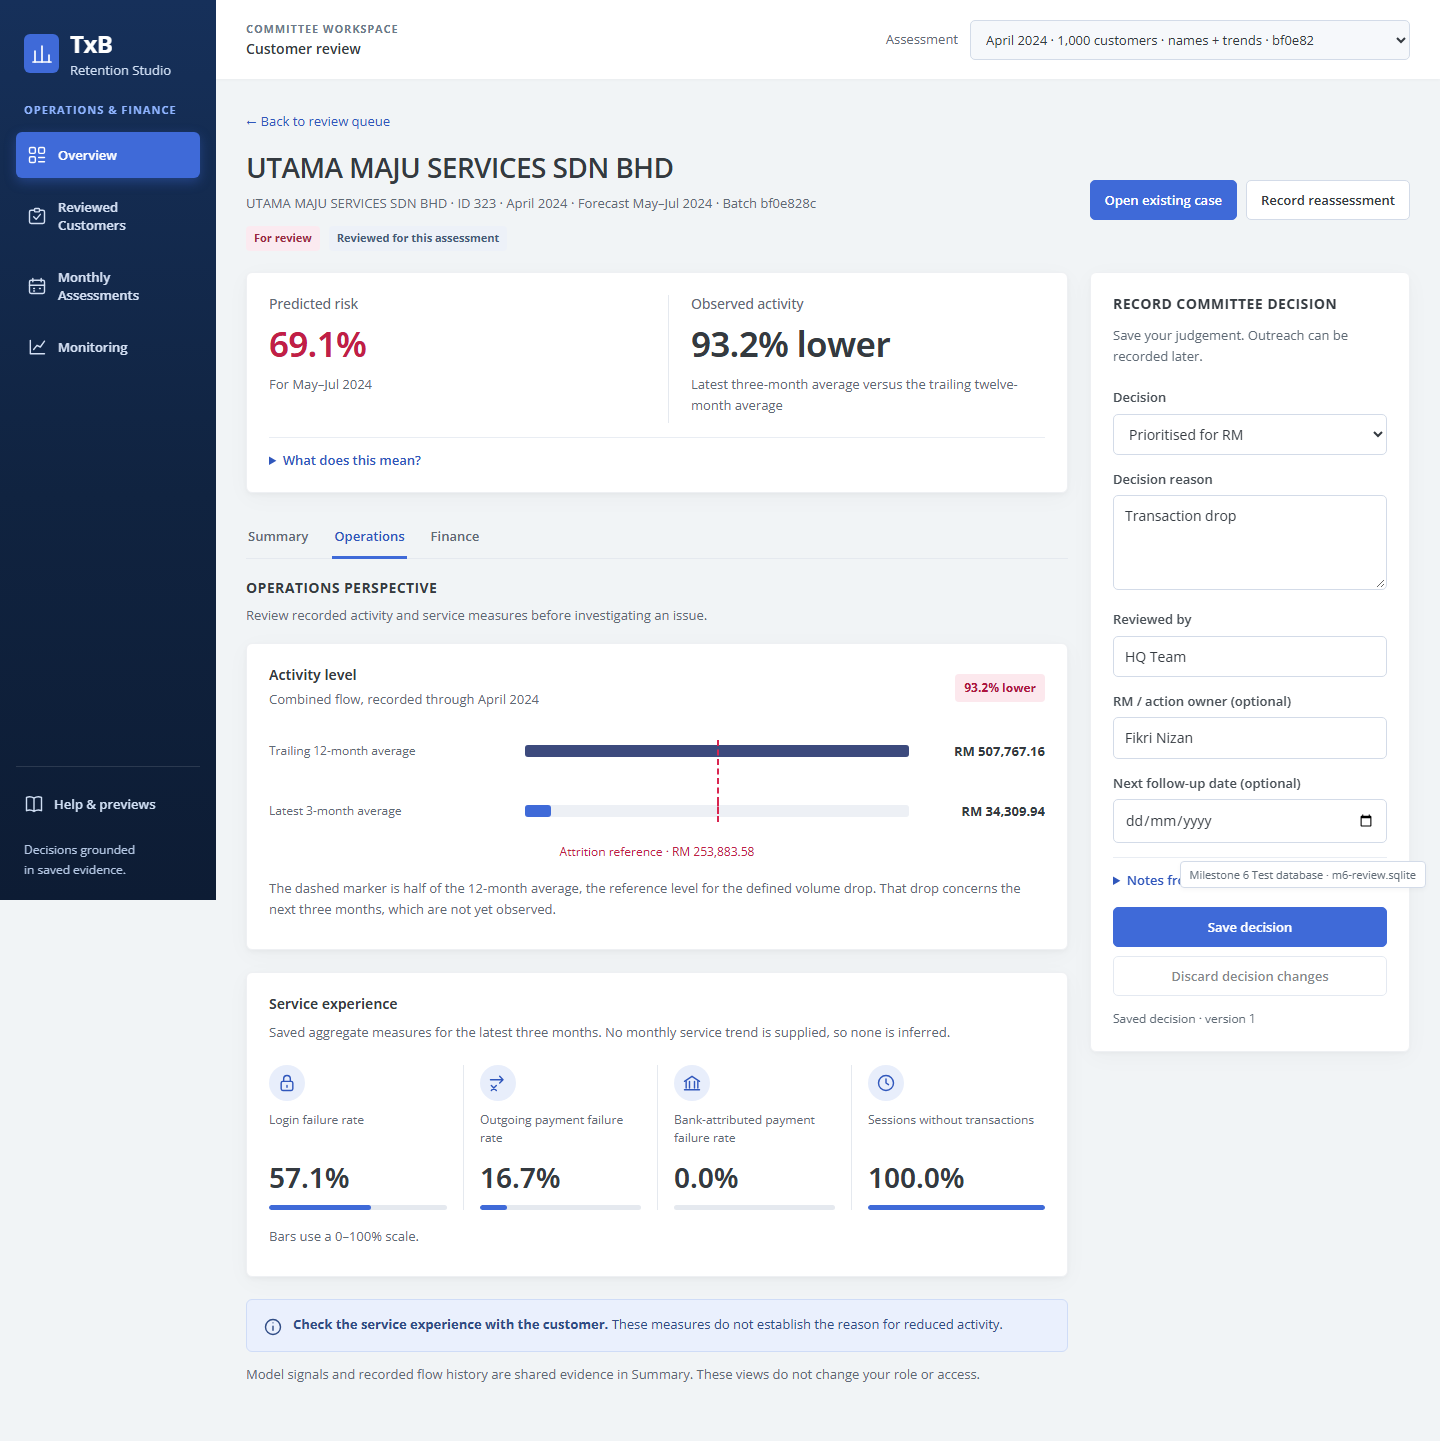 TxB
Retention Studio
OPERATIONS & FINANCE
Overview
Reviewed
Customers
Monthly
Assessments
Monitoring
Help & previews
Decisions grounded
in saved evidence.
COMMITTEE WORKSPACE
Customer review
Assessment
April 2024 · 1,000 customers · names + trends · bf0e82
← Back to review queue
UTAMA MAJU SERVICES SDN BHD
UTAMA MAJU SERVICES SDN BHD · ID 323 · April 2024 · Forecast May–Jul 2024 · Batch bf0e828c
For review
Reviewed for this assessment
Open existing case
Record reassessment
Predicted risk
69.1%
For May–Jul 2024
Observed activity
93.2% lower
Latest three-month average versus the trailing twelve-
month average
What does this mean?
Summary
Operations
Finance
OPERATIONS PERSPECTIVE
Review recorded activity and service measures before investigating an issue.
Activity level
Combined flow, recorded through April 2024
93.2% lower
Trailing 12-month average
RM 507,767.16
Latest 3-month average
RM 34,309.94
Attrition reference · RM 253,883.58
The dashed marker is half of the 12-month average, the reference level for the defined volume drop. That drop concerns the
next three months, which are not yet observed.
Service experience
Saved aggregate measures for the latest three months. No monthly service trend is supplied, so none is inferred.
Login failure rate
57.1%
Outgoing payment failure
rate
16.7%
Bank-attributed payment
failure rate
0.0%
Sessions without transactions
100.0%
Bars use a 0–100% scale.
Check the service experience with the customer. These measures do not establish the reason for reduced activity.
Model signals and recorded flow history are shared evidence in Summary. These views do not change your role or access.
RECORD COMMITTEE DECISION
Save your judgement. Outreach can be
recorded later.
Decision
Prioritised for RM
Decision reason
Transaction drop
Reviewed by
HQ Team
RM / action owner (optional)
Fikri Nizan
Next follow-up date (optional)
dd/mm/yyyy
Notes
Milestone 6 Test database · m6-review.sqlite
Save decision
Discard decision changes
Saved decision · version 1